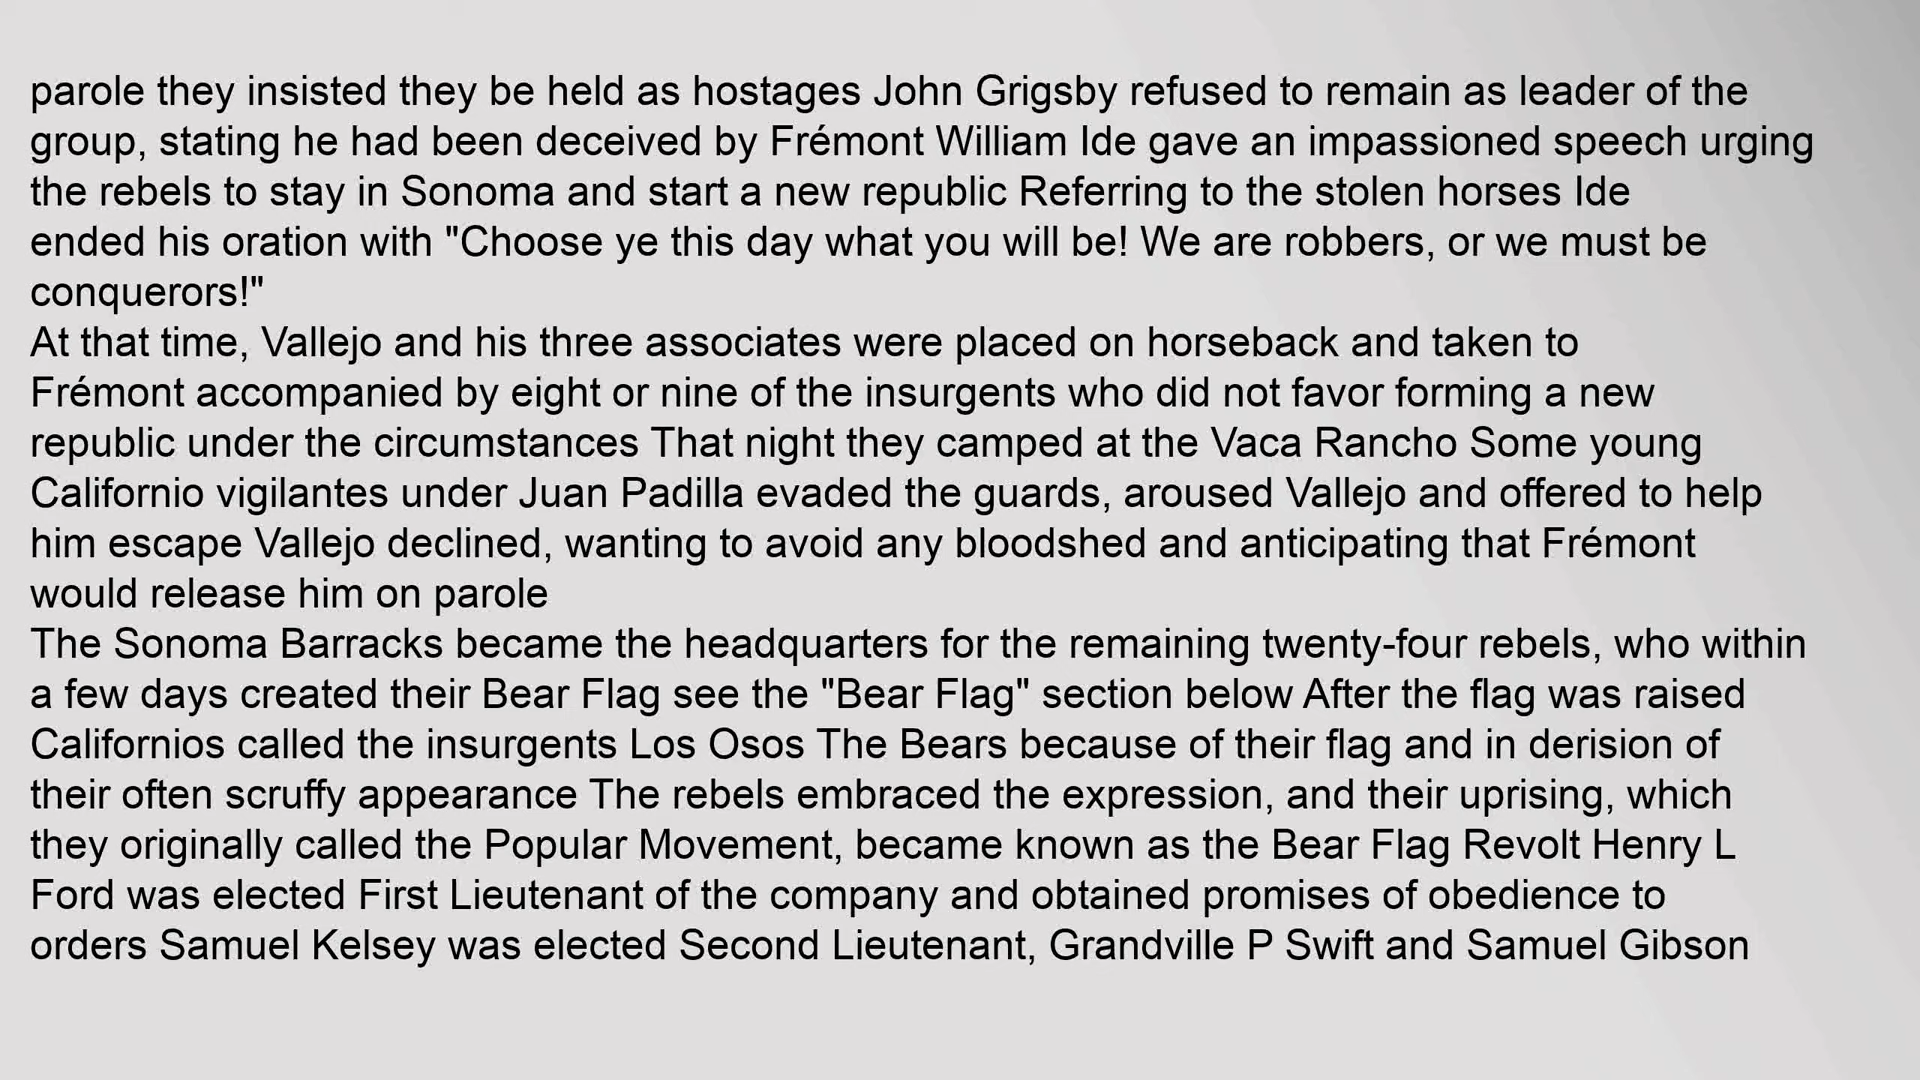 parole they insisted they be held as hostages John Grigsby refused to remain as leader of the
group, stating he had been deceived by Frémont William Ide gave an impassioned speech urging
the rebels to stay in Sonoma and start a new republic Referring to the stolen horses Ide
ended his oration with "Choose ye this day what you will be! We are robbers, or we must be
conquerors!"
At that time, Vallejo and his three associates were placed on horseback and taken to
Frémont accompanied by eight or nine of the insurgents who did not favor forming a new
republic under the circumstances That night they camped at the Vaca Rancho Some young
Californio vigilantes under Juan Padilla evaded the guards, aroused Vallejo and offered to help
him escape Vallejo declined, wanting to avoid any bloodshed and anticipating that Frémont
would release him on parole
The Sonoma Barracks became the headquarters for the remaining twenty-four rebels, who within
a few days created their Bear Flag see the "Bear Flag" section below After the flag was raised
Californios called the insurgents Los Osos The Bears because of their flag and in derision of
their often scruffy appearance The rebels embraced the expression, and their uprising, which
they originally called the Popular Movement, became known as the Bear Flag Revolt Henry L
Ford was elected First Lieutenant of the company and obtained promises of obedience to
orders Samuel Kelsey was elected Second Lieutenant, Grandville P Swift and Samuel Gibson